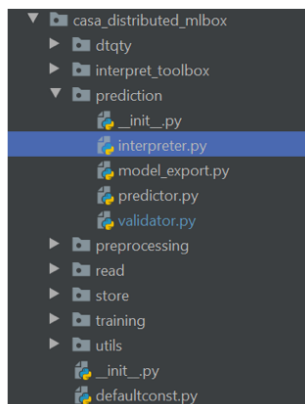 casa_distributed_mlbox
dtqty
interpret_toolbox
prediction
__init__.py
interpreter.py
model_export.py
predictor.py
validator.py
preprocessing
read
store
training
utils
__init__.py
defaultconst.py